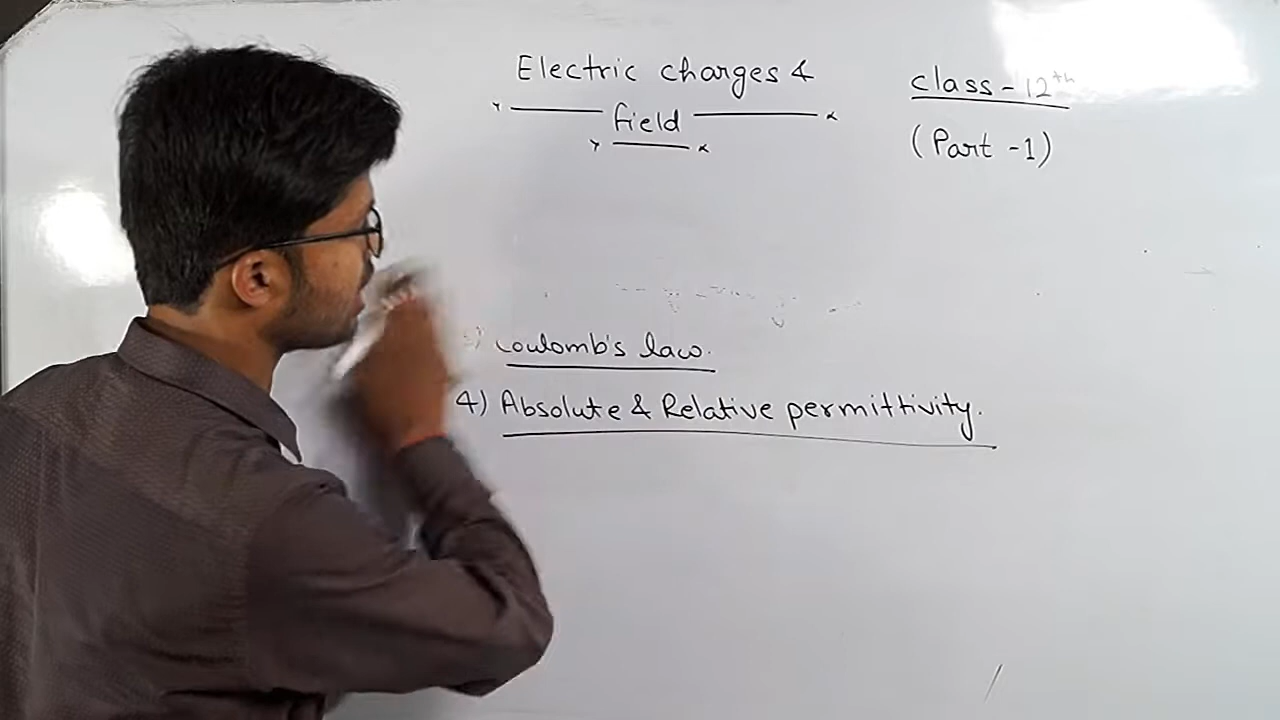 Electric charges &
field
class - 12th
(Part -1)
Coulomb's law.
4) Absolute & Relative permittivity.